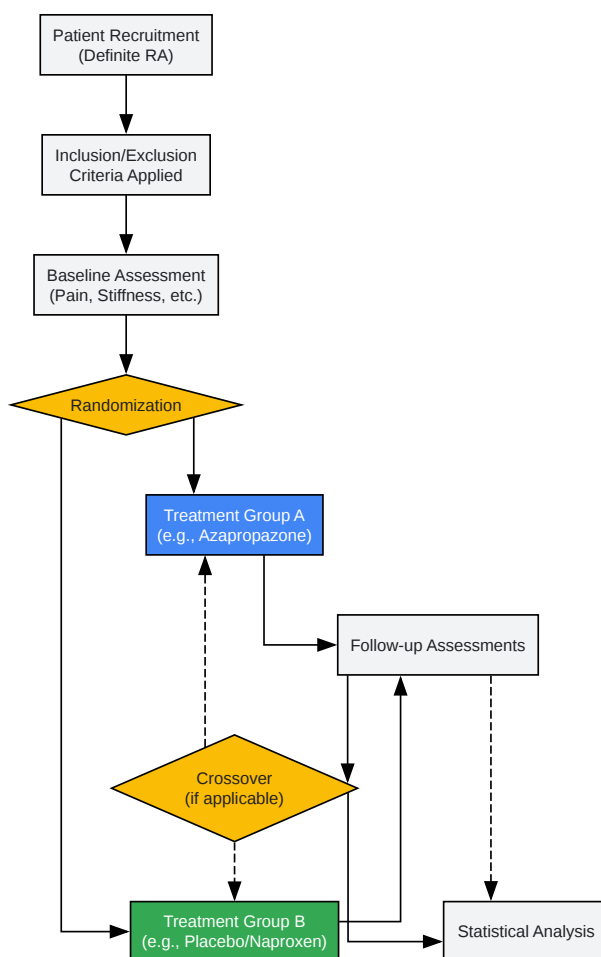 Patient Recruitment
(Definite RA)
Inclusion/Exclusion
Criteria Applied
Baseline Assessment
(Pain, Stiffness, etc.)
Randomization
Treatment Group A
(e.g., Azapropazone)
Follow-up Assessments
Crossover
(if applicable)
Treatment Group B
(e.g., Placebo/Naproxen)
Statistical Analysis